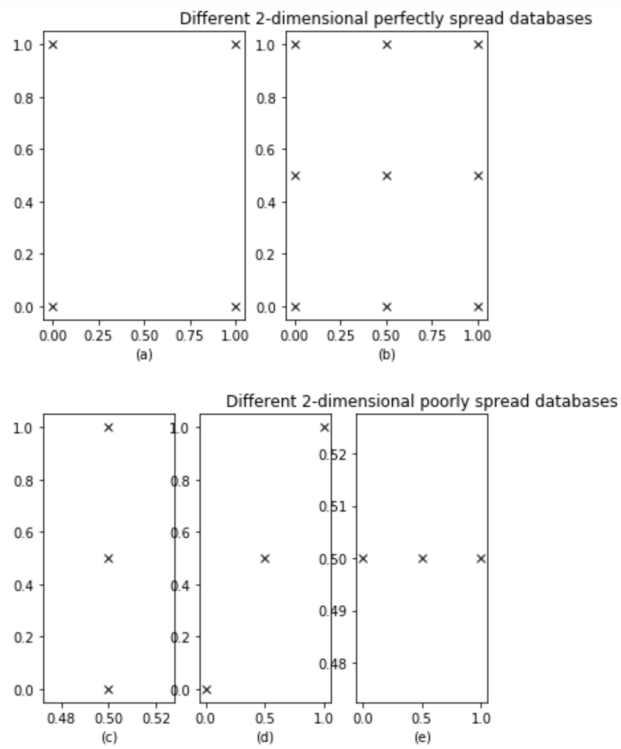 Different 2-dimensional perfectly spread databases
1.0 1.0
0.8 0.8
0.6 0.6
0.4 0.4
0.2 0.2
0.0 0.0
0.00 0.25 0.50 0.75 1.00 0.00 0.25 0.50 0.75 1.00
(a) (b)
Different 2-dimensional poorly spread databases
1.0 1.0
0.52
0.8 0.8
0.51
0.6 0.6
0.50
0.4 0.4
0.49
0.2 0.2
0.48
0.0 0.0
0.48 0.50 0.52 0.0 0.5 1.0 0.0 0.5 1.0
(c) (d) (e)